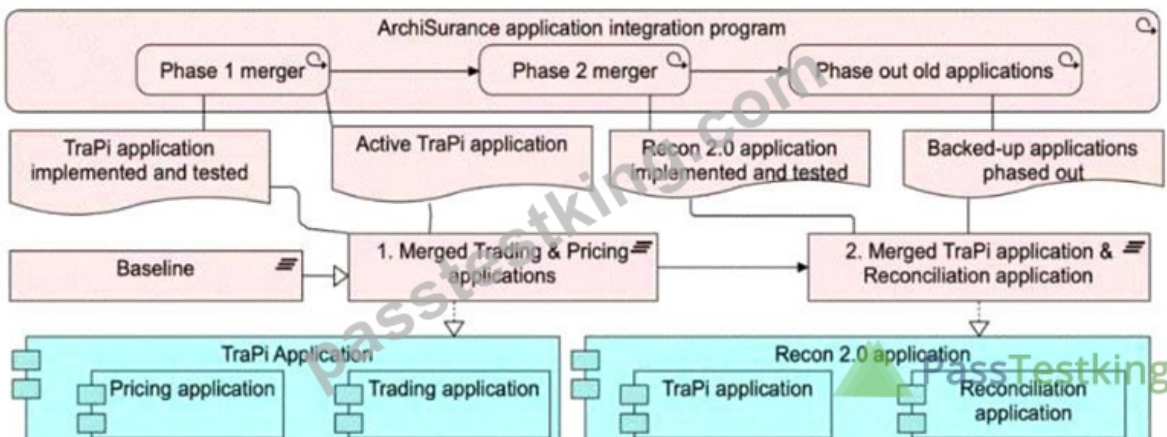 ArchiSurance application integration program
Phase 1 merger
Phase 2 merger
Phase out old applications
TraPi application
implemented and tested
Active TraPi application
Recon 2.0 application
implemented and tested
Backed-up applications
phased out
Baseline
1. Merged Trading & Pricing
applications
2. Merged TraPi application &
Reconciliation application
TraPi Application
Pricing application
Trading application
Recon 2.0 application
TraPi application
Reconciliation
application
passtestking.com
PassTestking